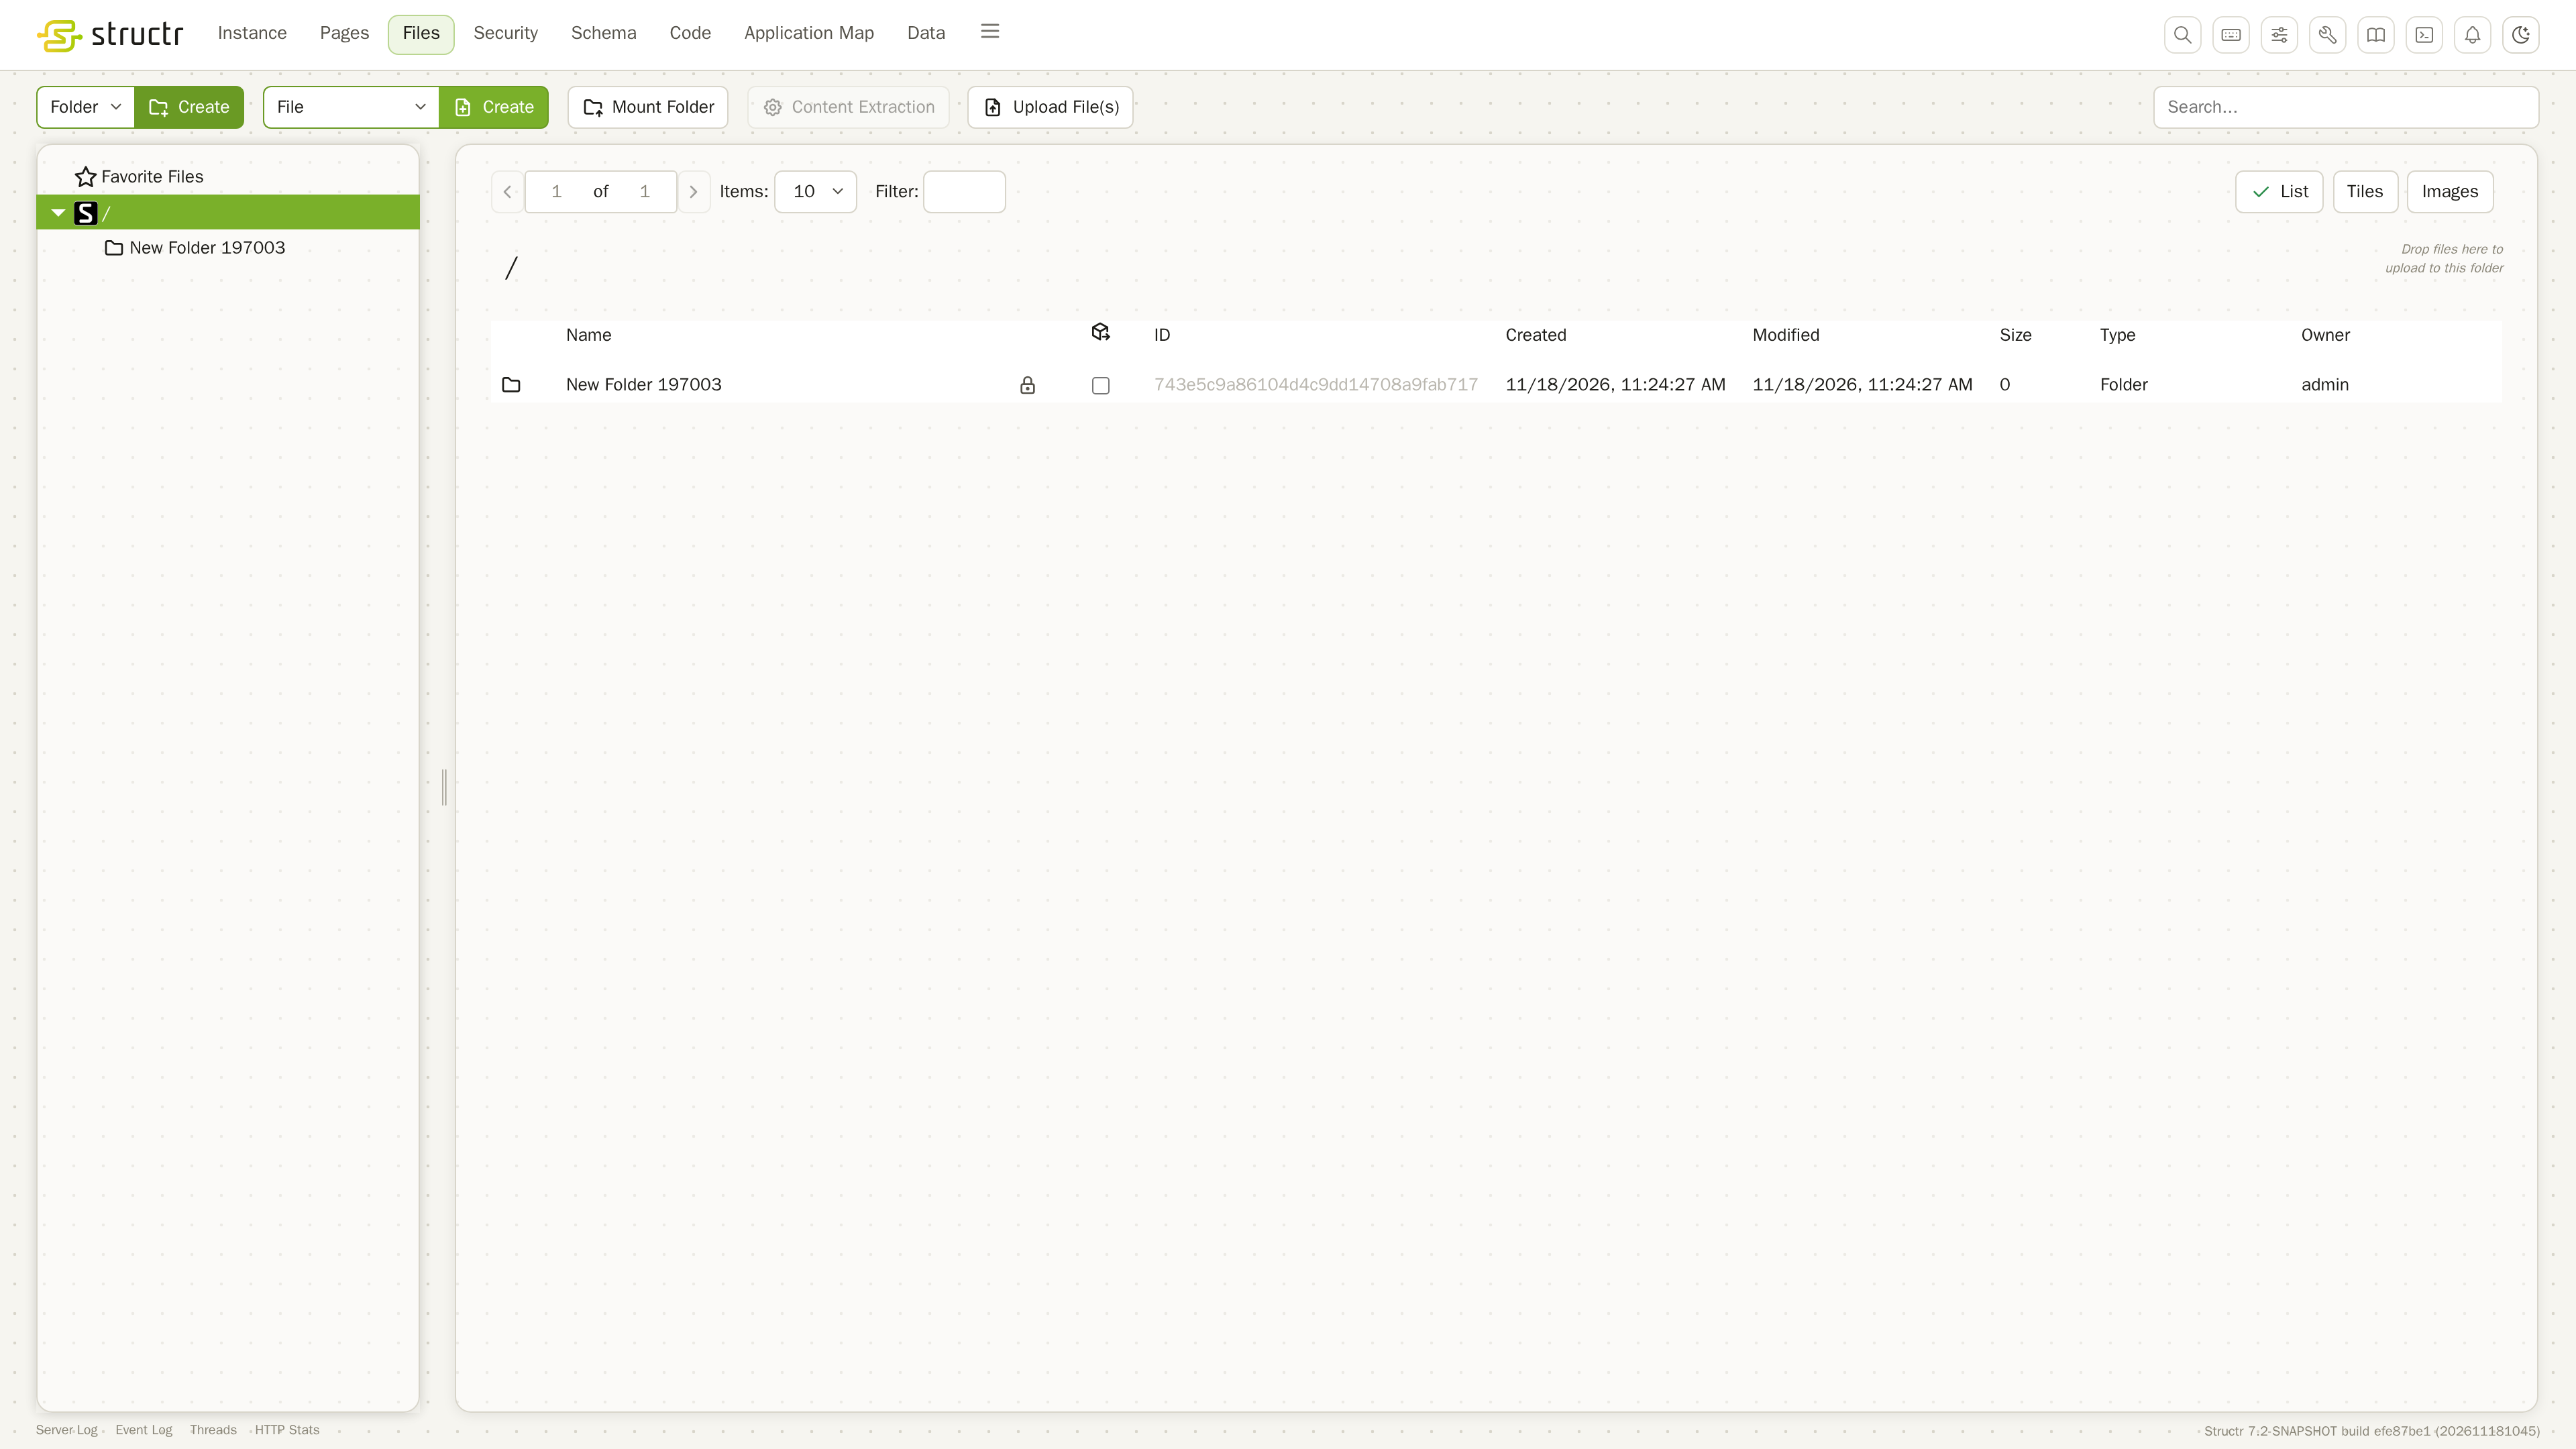 structr Instance Pages Files Security Schema Code Application Map Data
Folder Create File Create Mount Folder Content Extraction Upload File(s) Search...
Favorite Files
/
New Folder 197003
1 of 1 Items: 10 Filter: List Tiles Images
/
Drop files here to
upload to this folder
Name ID Created Modified Size Type Owner
New Folder 197003 743e5c9a86104d4c9dd14708a9fab717 11/18/2026, 11:24:27 AM 11/18/2026, 11:24:27 AM 0 Folder admin
Server Log Event Log Threads HTTP Stats Structr 7.2-SNAPSHOT build efe87be1 (202611181045)